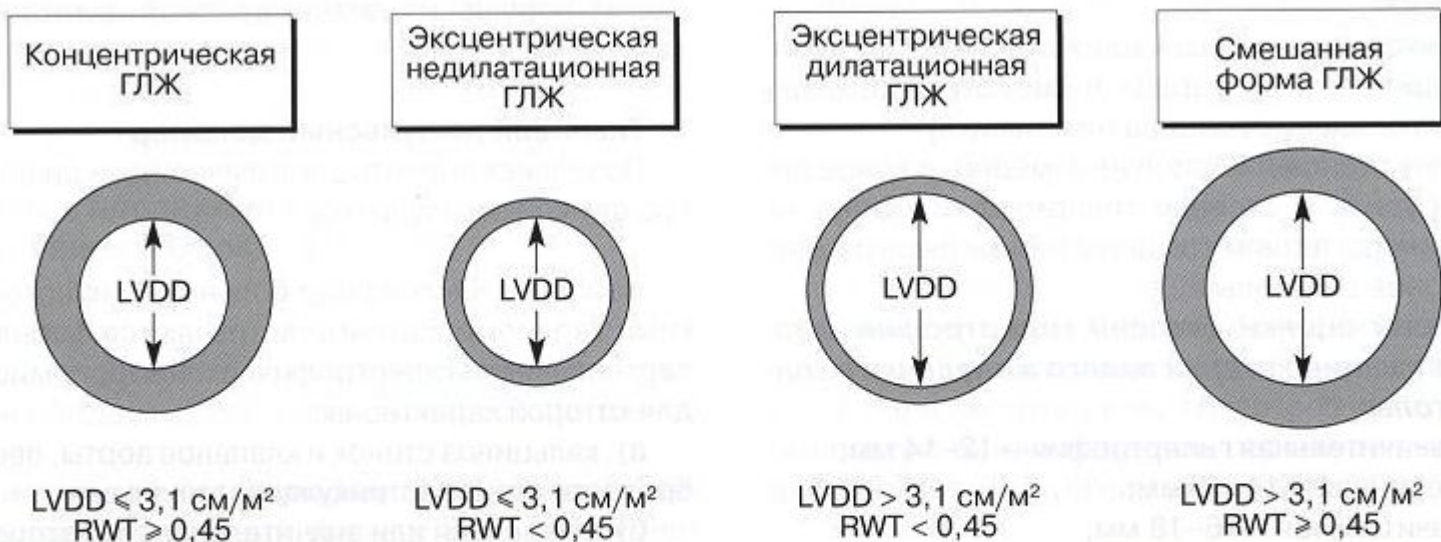 Концентрическая
ГЛЖ
Эксцентрическая
недилатационная
ГЛЖ
Эксцентрическая
дилатационная
ГЛЖ
Смешанная
форма ГЛЖ
LVDD
LVDD
LVDD
LVDD
LVDD ⩽ 3,1 см/м²
RWT ⩾ 0,45
LVDD ⩽ 3,1 см/м²
RWT < 0,45
LVDD > 3,1 см/м²
RWT < 0,45
LVDD > 3,1 см/м²
RWT ⩾ 0,45